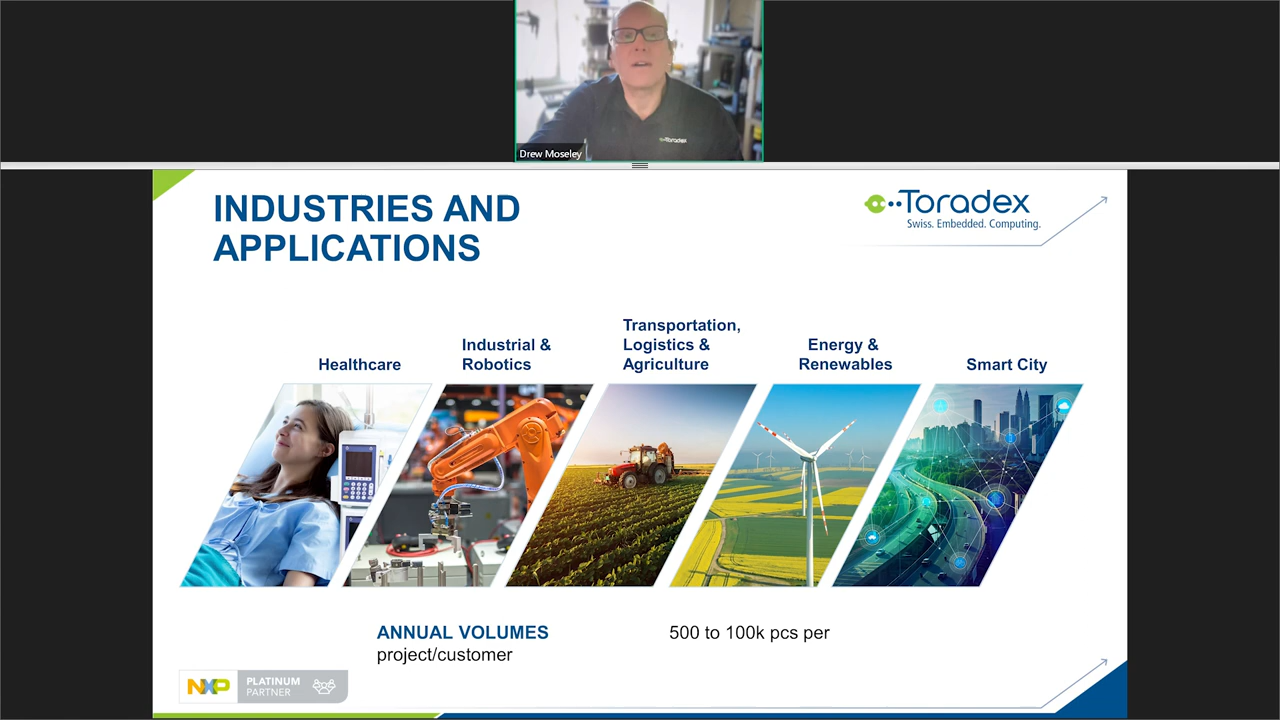 Toradex
Drew Moseley
INDUSTRIES AND
APPLICATIONS
Toradex
Swiss. Embedded. Computing.
Healthcare
Industrial &
Robotics
Transportation,
Logistics &
Agriculture
Energy &
Renewables
Smart City
ANNUAL VOLUMES 500 to 100k pcs per
project/customer
NXP
PLATINUM
PARTNER